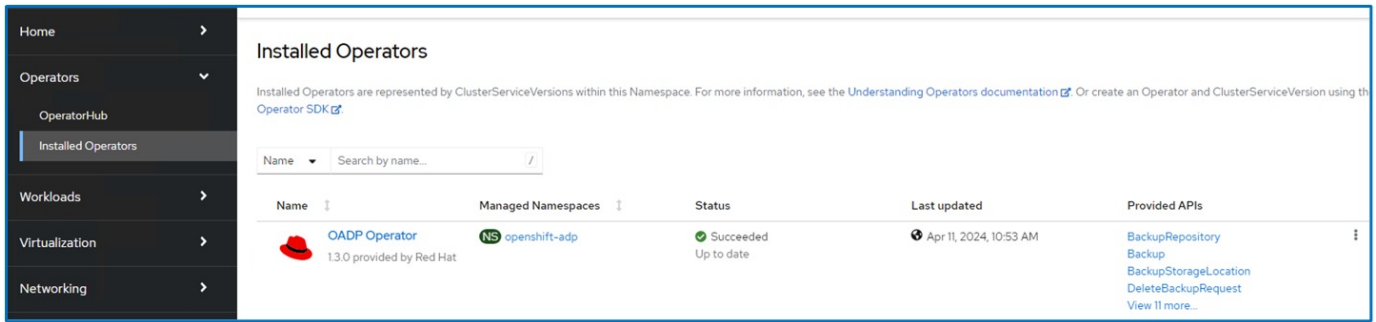 Home
Operators
OperatorHub
Installed Operators
Workloads
Virtualization
Networking
Installed Operators
Installed Operators are represented by ClusterServiceVersions within this Namespace. For more information, see the Understanding Operators documentation. Or create an Operator and ClusterServiceVersion using th
Operator SDK.
Name Search by name... /
Name Managed Namespaces Status Last updated Provided APIs
OADP Operator NS openshift-adp Succeeded Apr 11, 2024, 10:53 AM BackupRepository
1.3.0 provided by Red Hat Up to date Backup
BackupStorageLocation
DeleteBackupRequest
View 11 more...